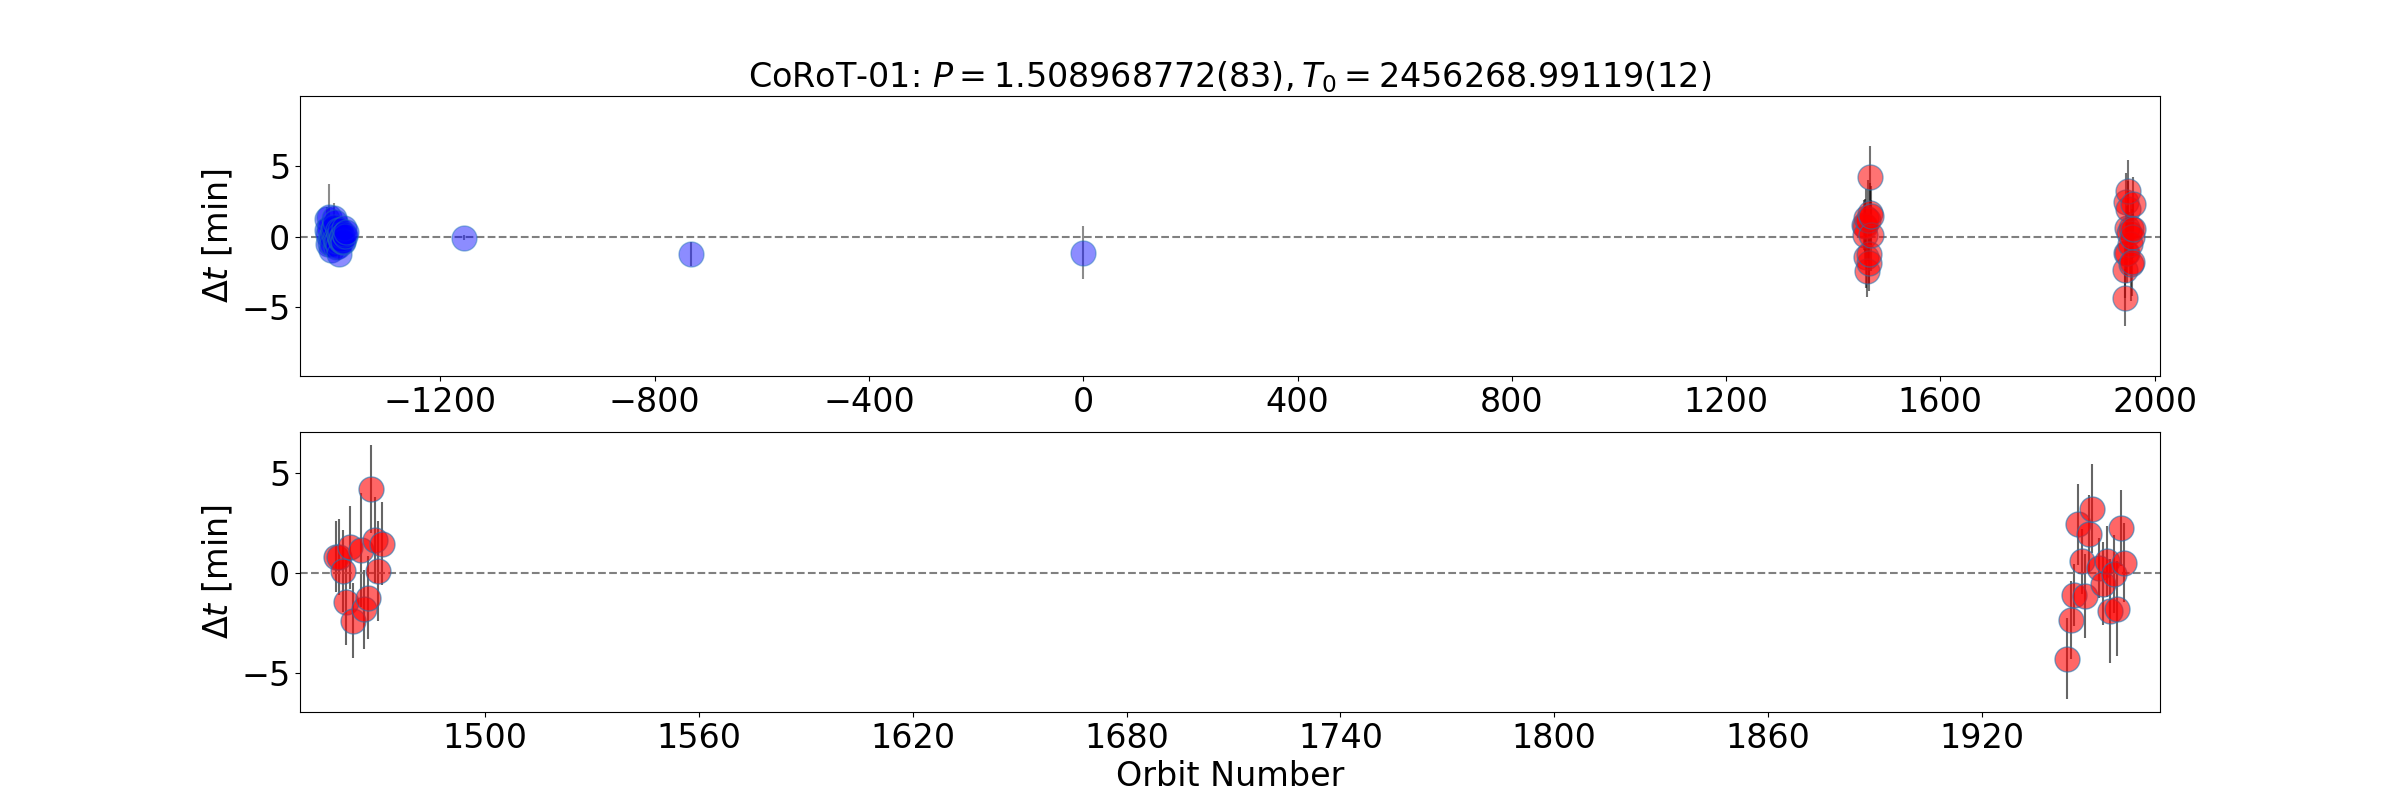 CoRoT-01: P = 1.508968772(83), T₀ = 2456268.99119(12)
Δt [min]
5
0
−5
−1200 −800 −400 0 400 800 1200 1600 2000
Δt [min]
5
0
−5
1500 1560 1620 1680 1740 1800 1860 1920
Orbit Number